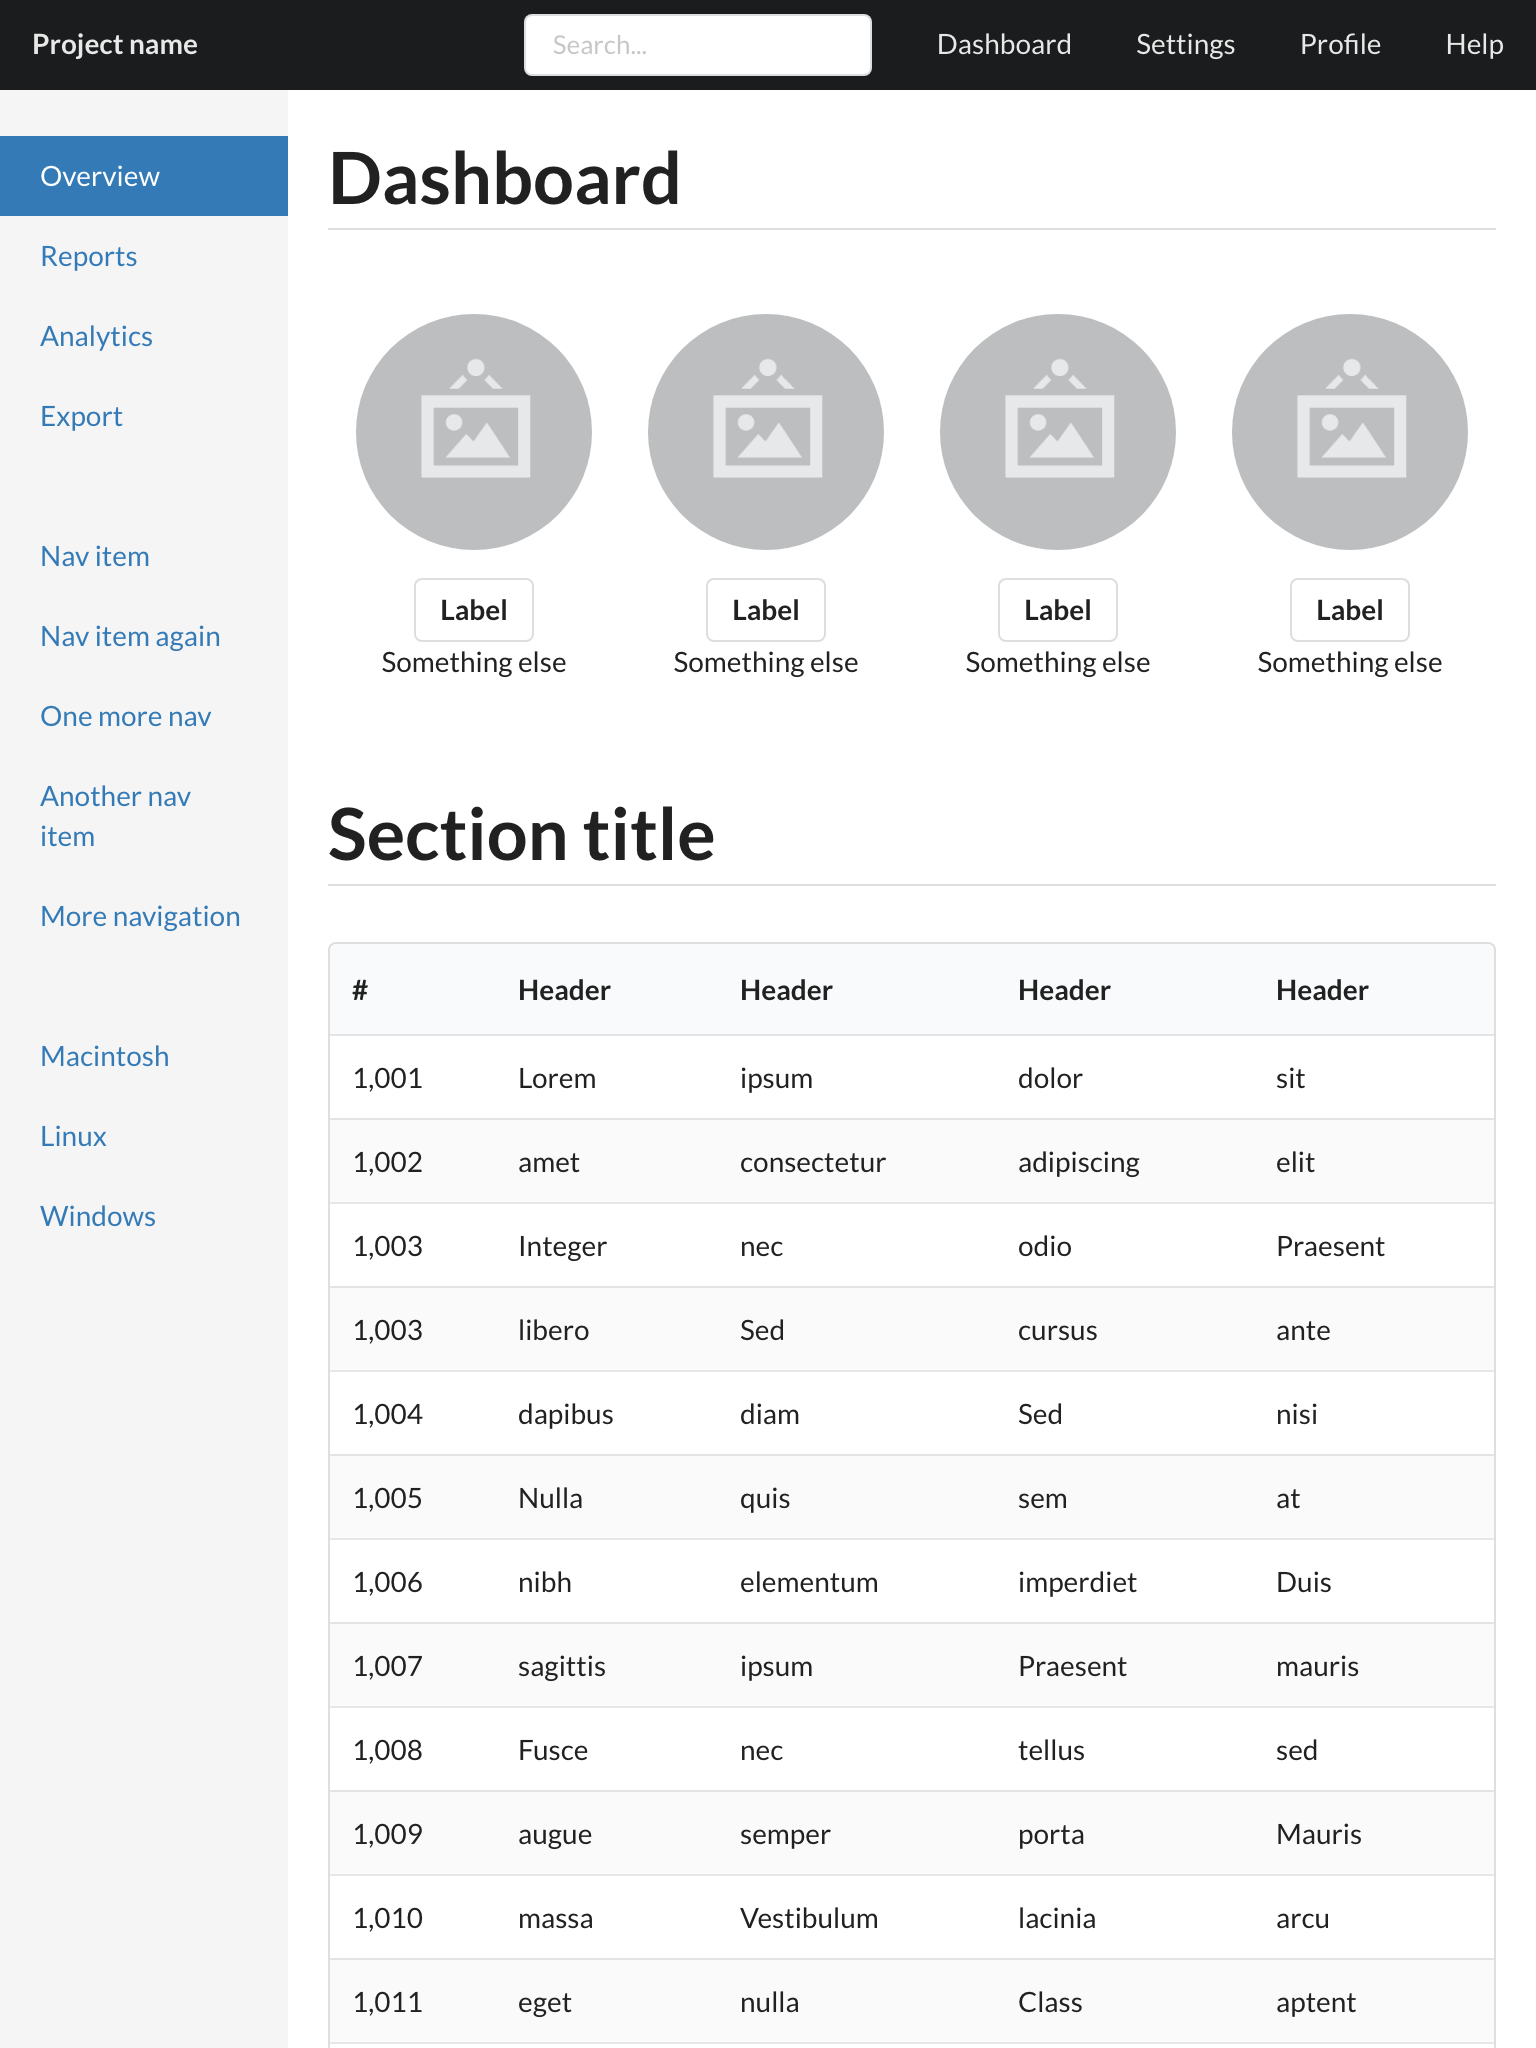 Project name Search... Dashboard Settings Profile Help
Overview
Reports
Analytics
Export
Nav item
Nav item again
One more nav
Another nav
item
More navigation
Macintosh
Linux
Windows
Dashboard
Label Label Label Label
Something else Something else Something else Something else
Section title
# Header Header Header Header
1,001 Lorem ipsum dolor sit
1,002 amet consectetur adipiscing elit
1,003 Integer nec odio Praesent
1,003 libero Sed cursus ante
1,004 dapibus diam Sed nisi
1,005 Nulla quis sem at
1,006 nibh elementum imperdiet Duis
1,007 sagittis ipsum Praesent mauris
1,008 Fusce nec tellus sed
1,009 augue semper porta Mauris
1,010 massa Vestibulum lacinia arcu
1,011 eget nulla Class aptent